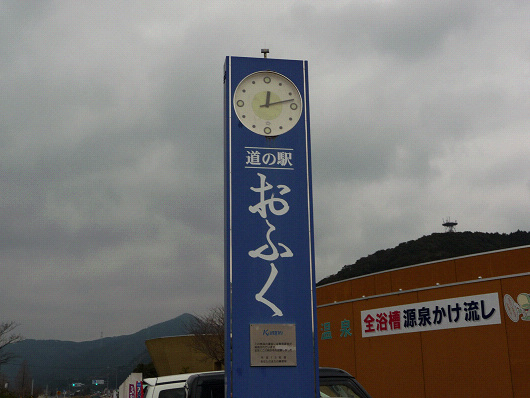 道の駅
おふく
温泉
全浴槽 源泉かけ流し